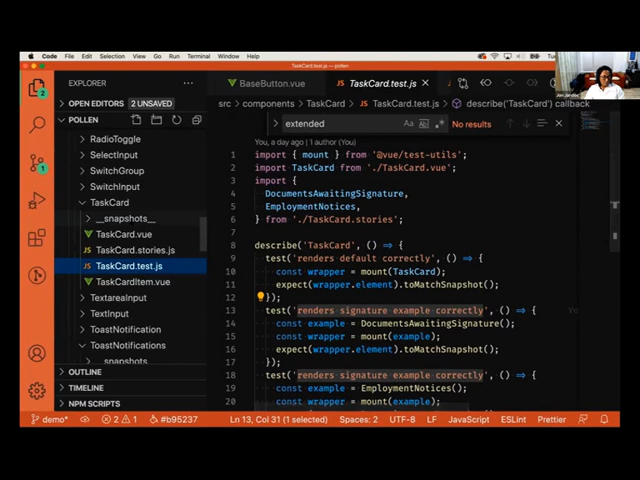 Code File Edit Selection View Go Run Terminal Window Help
TaskCard.test.js — pollen
EXPLORER
BaseButton.vue
TaskCard.test.js
OPEN EDITORS 2 UNSAVED
src > components > TaskCard > TaskCard.test.js > describe('TaskCard') callback
POLLEN
extended
Aa
No results
RadioToggle
SelectInput
SwitchGroup
SwitchInput
TaskCard
__snapshots__
TaskCard.vue
TaskCard.stories.js
TaskCard.test.js
TaskCardItem.vue
TextareaInput
TextInput
ToastNotification
ToastNotifications
__snapshots__
OUTLINE
TIMELINE
NPM SCRIPTS
You, a day ago | 1 author (You)
1 import { mount } from '@vue/test-utils';
2 import TaskCard from './TaskCard.vue';
3 import {
4 DocumentsAwaitingSignature,
5 EmploymentNotices,
6 } from './TaskCard.stories';
7
8 describe('TaskCard', () => {
9 test('renders default correctly', () => {
10 const wrapper = mount(TaskCard);
11 expect(wrapper.element).toMatchSnapshot();
12 });
13 test('renders signature example correctly', () => {
14 const example = DocumentsAwaitingSignature();
15 const wrapper = mount(example);
16 expect(wrapper.element).toMatchSnapshot();
17 });
18 test('renders signature example correctly', () => {
19 const example = EmploymentNotices();
20 const wrapper = mount(example);
demo* 2 1 #b95237 Ln 13, Col 31 (1 selected) Spaces: 2 UTF-8 LF JavaScript ESLint Prettier